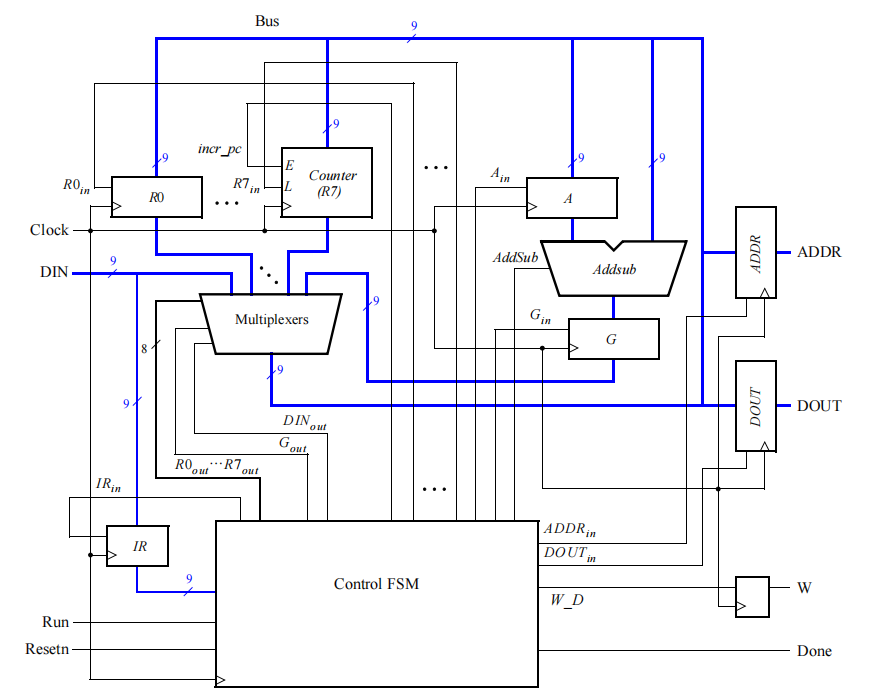 Bus
9
9
9
9
9
incr_pc
E
Counter
(R7)
L
R0in
R0
• • •
R7in
• • •
Ain
A
Clock
ADDR
ADDR
DIN
9
AddSub
Addsub
Multiplexers
9
8
Gin
G
9
9
DINout
Gout
R0out⋯R7out
DOUT
DOUT
IRin
• • •
IR
9
ADDRin
DOUTin
Control FSM
W_D
W
Run
Resetn
Done